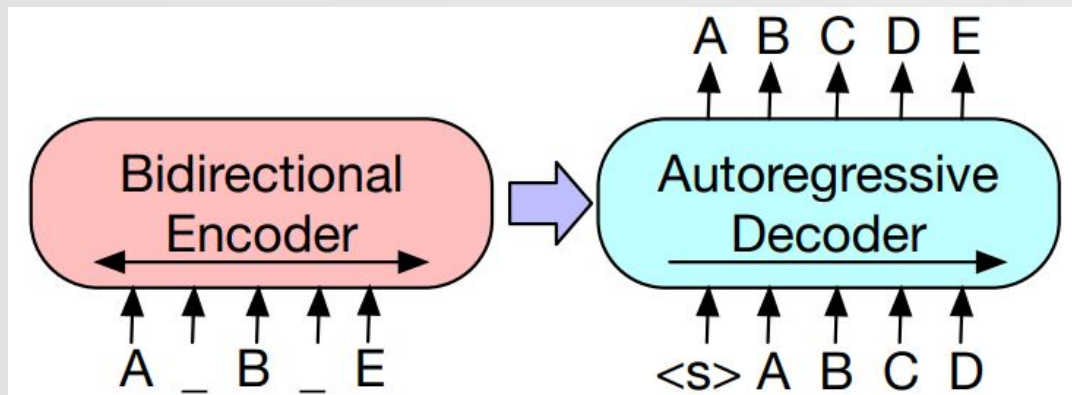 A B C D E
Bidirectional
Encoder
Autoregressive
Decoder
A _ B _ E
<s> A B C D